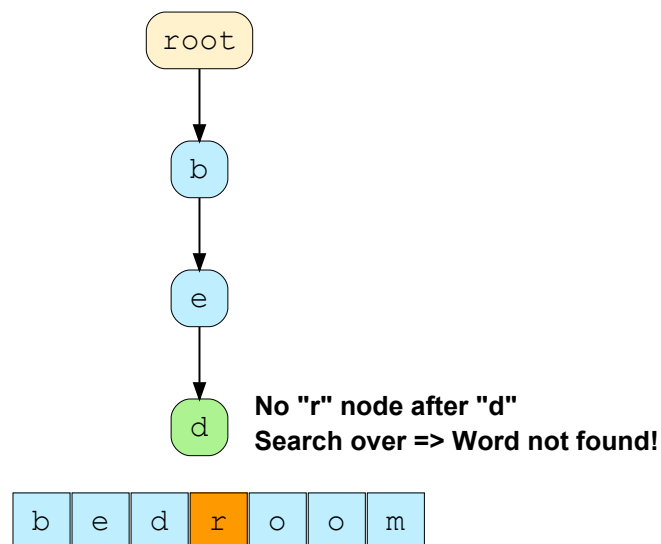 root
b
e
d
No "r" node after "d"
Search over => Word not found!
b e d r o o m